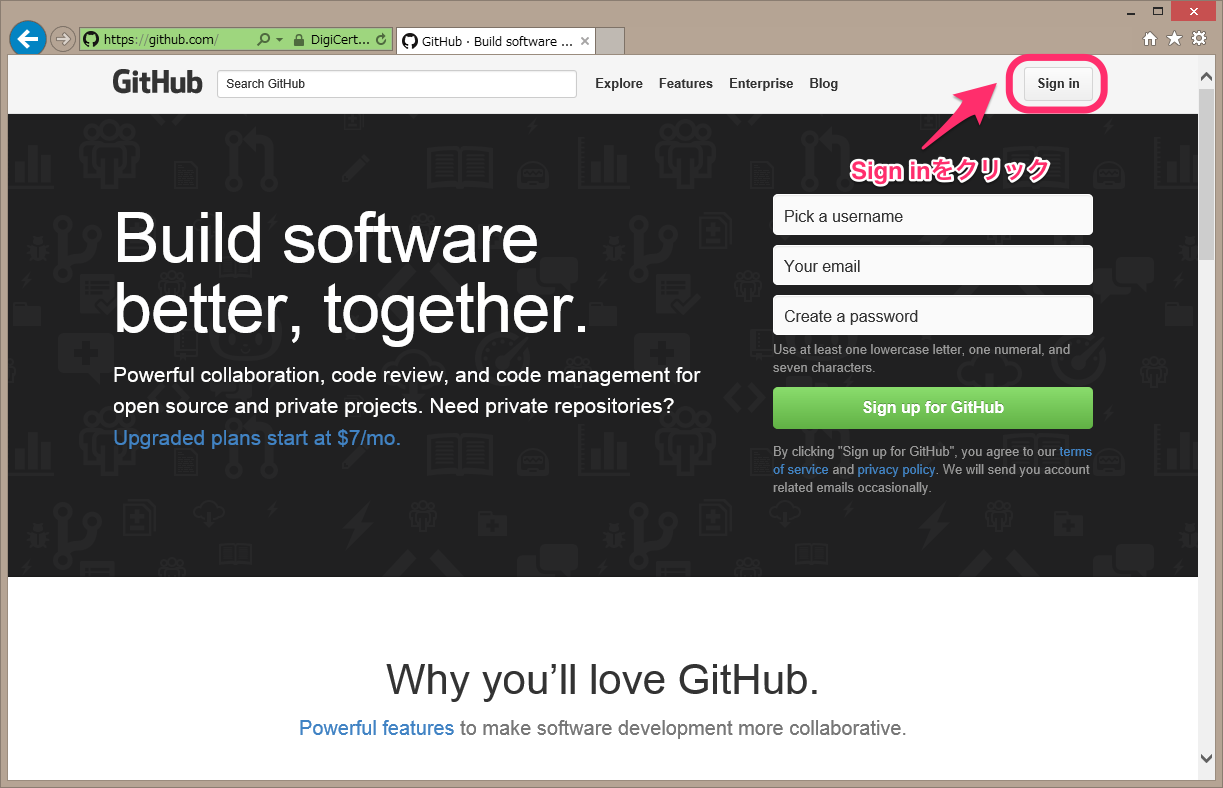 https://github.com/
DigiCert...
GitHub · Build software ...
GitHub
Search GitHub
Explore Features Enterprise Blog
Sign in
Sign inをクリック
Build software
better, together.
Powerful collaboration, code review, and code management for
open source and private projects. Need private repositories?
Upgraded plans start at $7/mo.
Pick a username
Your email
Create a password
Use at least one lowercase letter, one numeral, and
seven characters.
Sign up for GitHub
By clicking "Sign up for GitHub", you agree to our terms
of service and privacy policy. We will send you account
related emails occasionally.
Why you’ll love GitHub.
Powerful features to make software development more collaborative.